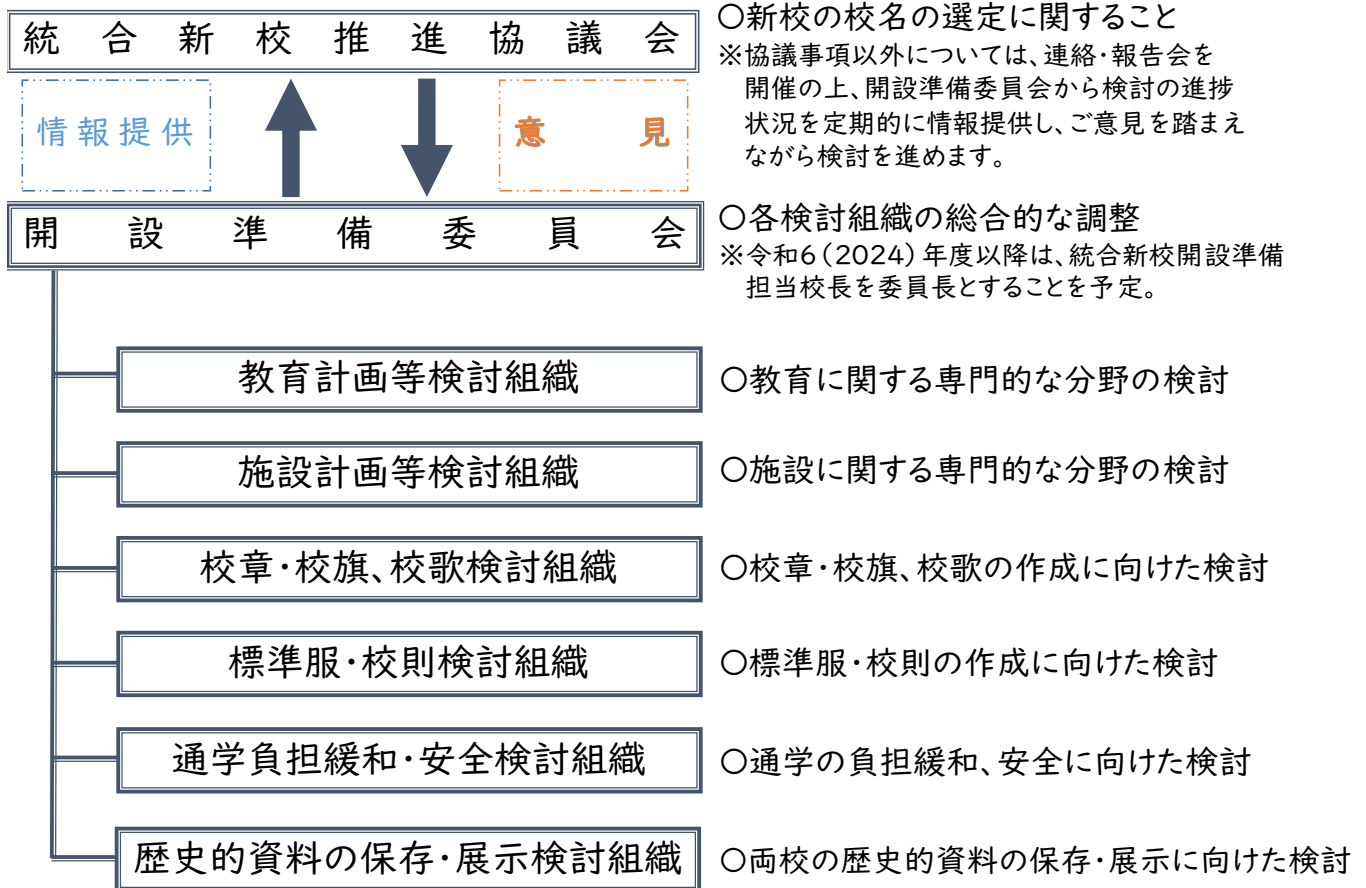 統合新校推進協議会
〇新校の校名の選定に関すること
※協議事項以外については、連絡・報告会を
開催の上、開設準備委員会から検討の進捗
状況を定期的に情報提供し、ご意見を踏まえ
ながら検討を進めます。
情報提供
意見
開設準備委員会
〇各検討組織の総合的な調整
※令和6(2024)年度以降は、統合新校開設準備
担当校長を委員長とすることを予定。
教育計画等検討組織
〇教育に関する専門的な分野の検討
施設計画等検討組織
〇施設に関する専門的な分野の検討
校章・校旗、校歌検討組織
〇校章・校旗、校歌の作成に向けた検討
標準服・校則検討組織
〇標準服・校則の作成に向けた検討
通学負担緩和・安全検討組織
〇通学の負担緩和、安全に向けた検討
歴史的資料の保存・展示検討組織
〇両校の歴史的資料の保存・展示に向けた検討